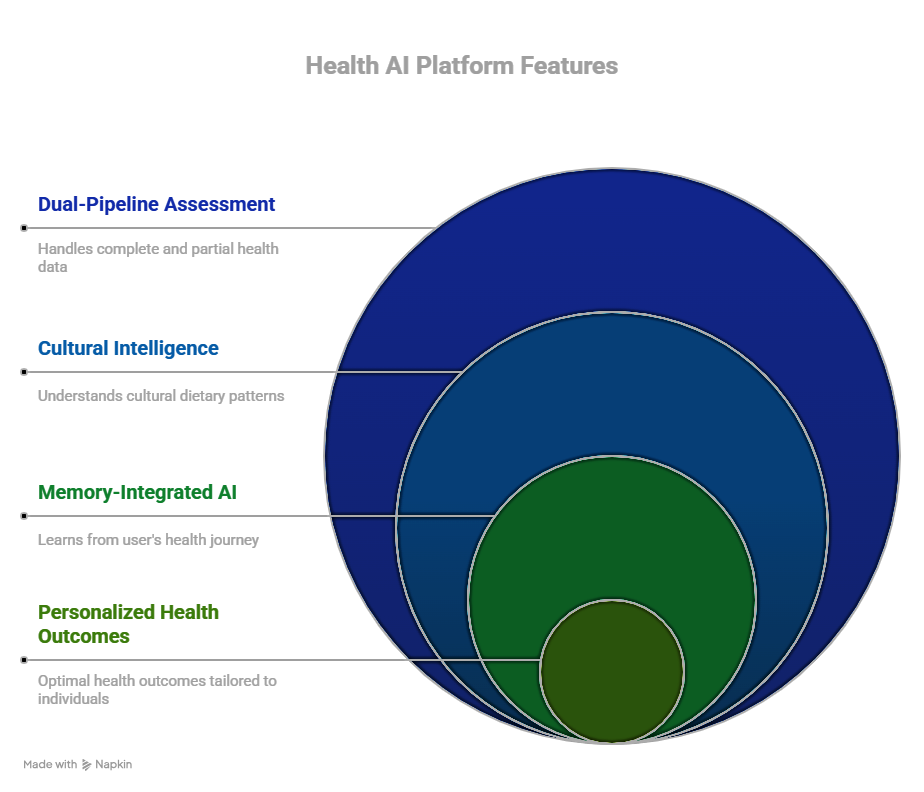 Health AI Platform Features
Dual-Pipeline Assessment
Handles complete and partial health
data
Cultural Intelligence
Understands cultural dietary patterns
Memory-Integrated AI
Learns from user's health journey
Personalized Health
Outcomes
Optimal health outcomes tailored to
individuals
Made with Napkin